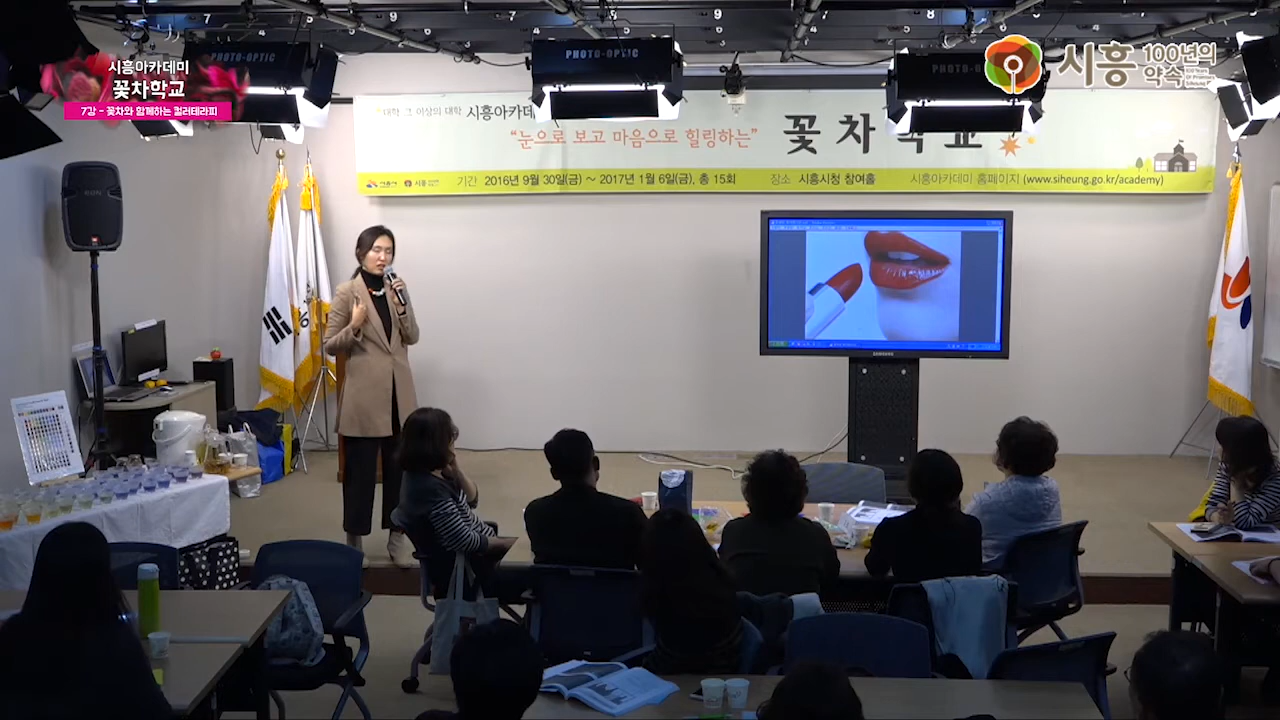 시흥아카데미
꽃차학교
7강 - 꽃차와 함께하는 컬러테라피
PHOTO-OPTIC
PHOTO-OPTIC
시흥 100년의 약속
대학 그 이상의 대학 시흥아카데
"눈으로 보고 마음으로 힐링하는" 꽃차학교
시흥시 시흥 기간 2016년 9월 30일(금) ~ 2017년 1월 6일(금), 총 15회 장소 시흥시청 참여홀 시흥아카데미 홈페이지 (www.siheung.go.kr/academy)
SAMSUNG